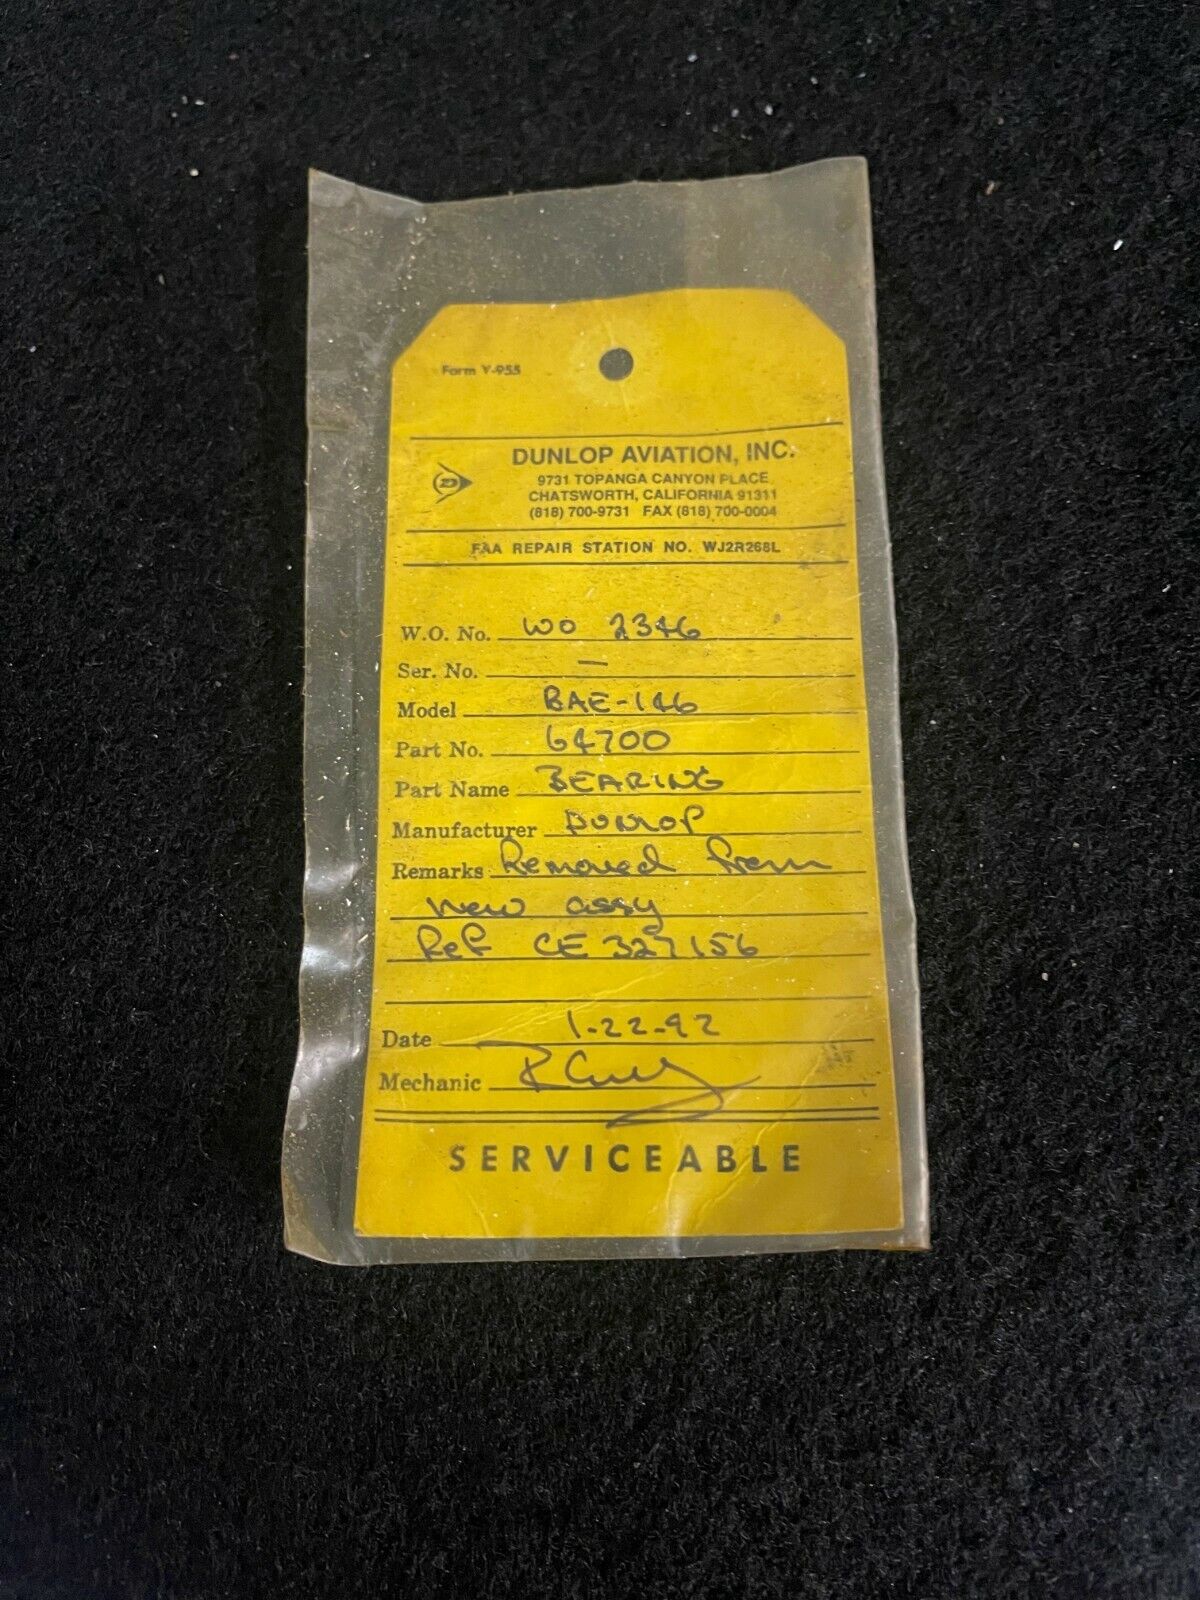 Form Y-955
DUNLOP AVIATION, INC.
9731 TOPANGA CANYON PLACE
CHATSWORTH, CALIFORNIA 91311
(818) 700-9731 FAX (818) 700-0004
FAA REPAIR STATION NO. WJ2R268L
W.O. No. WO 2346
Ser. No. —
Model BAE-146
Part No. 64700
Part Name BEARING
Manufacturer DUNLOP
Remarks Removed from
new assy
Ref CE 327156
Date 1-22-92
Mechanic
SERVICEABLE